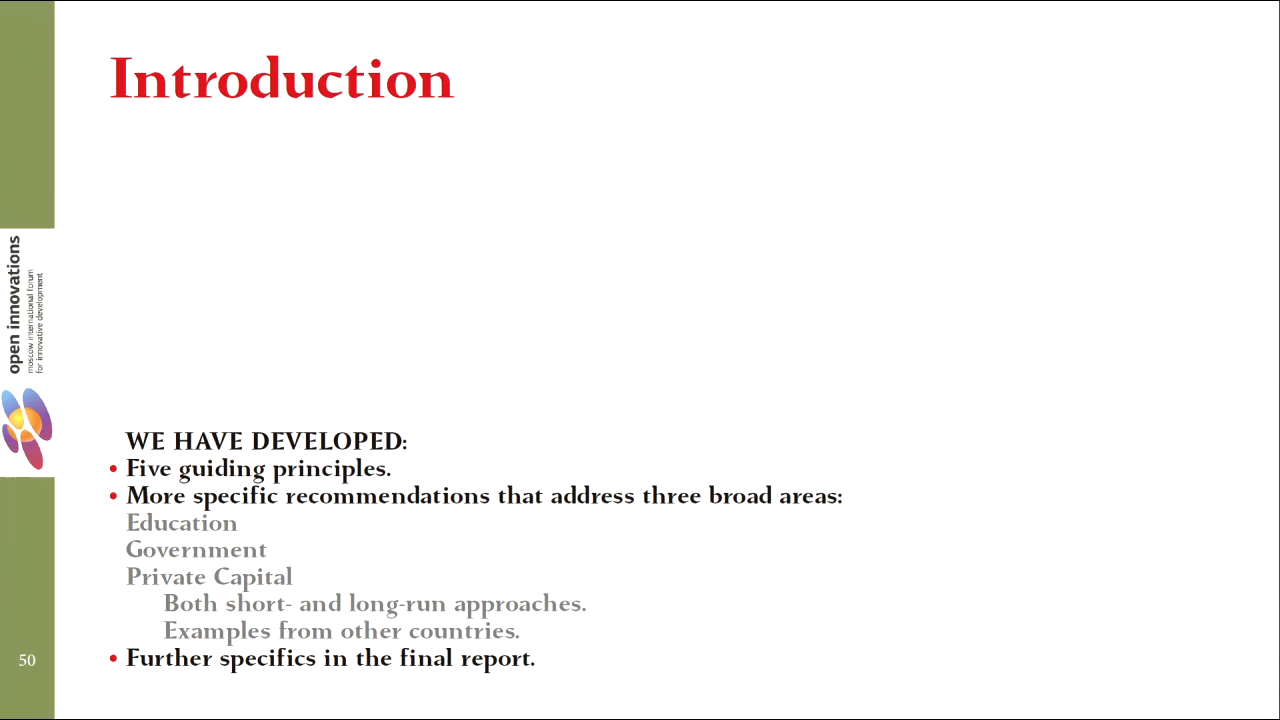 Introduction
open innovations
moscow international forum
for innovative development
WE HAVE DEVELOPED:
• Five guiding principles.
• More specific recommendations that address three broad areas:
Education
Government
Private Capital
Both short- and long-run approaches.
Examples from other countries.
• Further specifics in the final report.
50